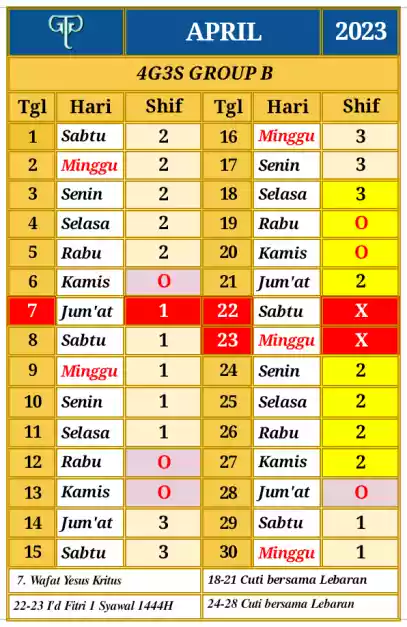 APRIL 2023
4G3S GROUP B
Tgl Hari Shif Tgl Hari Shif
1 Sabtu 2 16 Minggu 3
2 Minggu 2 17 Senin 3
3 Senin 2 18 Selasa 3
4 Selasa 2 19 Rabu O
5 Rabu 2 20 Kamis O
6 Kamis O 21 Jum'at 2
7 Jum'at 1 22 Sabtu X
8 Sabtu 1 23 Minggu X
9 Minggu 1 24 Senin 2
10 Senin 1 25 Selasa 2
11 Selasa 1 26 Rabu 2
12 Rabu O 27 Kamis 2
13 Kamis O 28 Jum'at O
14 Jum'at 3 29 Sabtu 1
15 Sabtu 3 30 Minggu 1
7. Wafat Yesus Kritus 18-21 Cuti bersama Lebaran
22-23 I'd Fitri 1 Syawal 1444H 24-28 Cuti bersama Lebaran